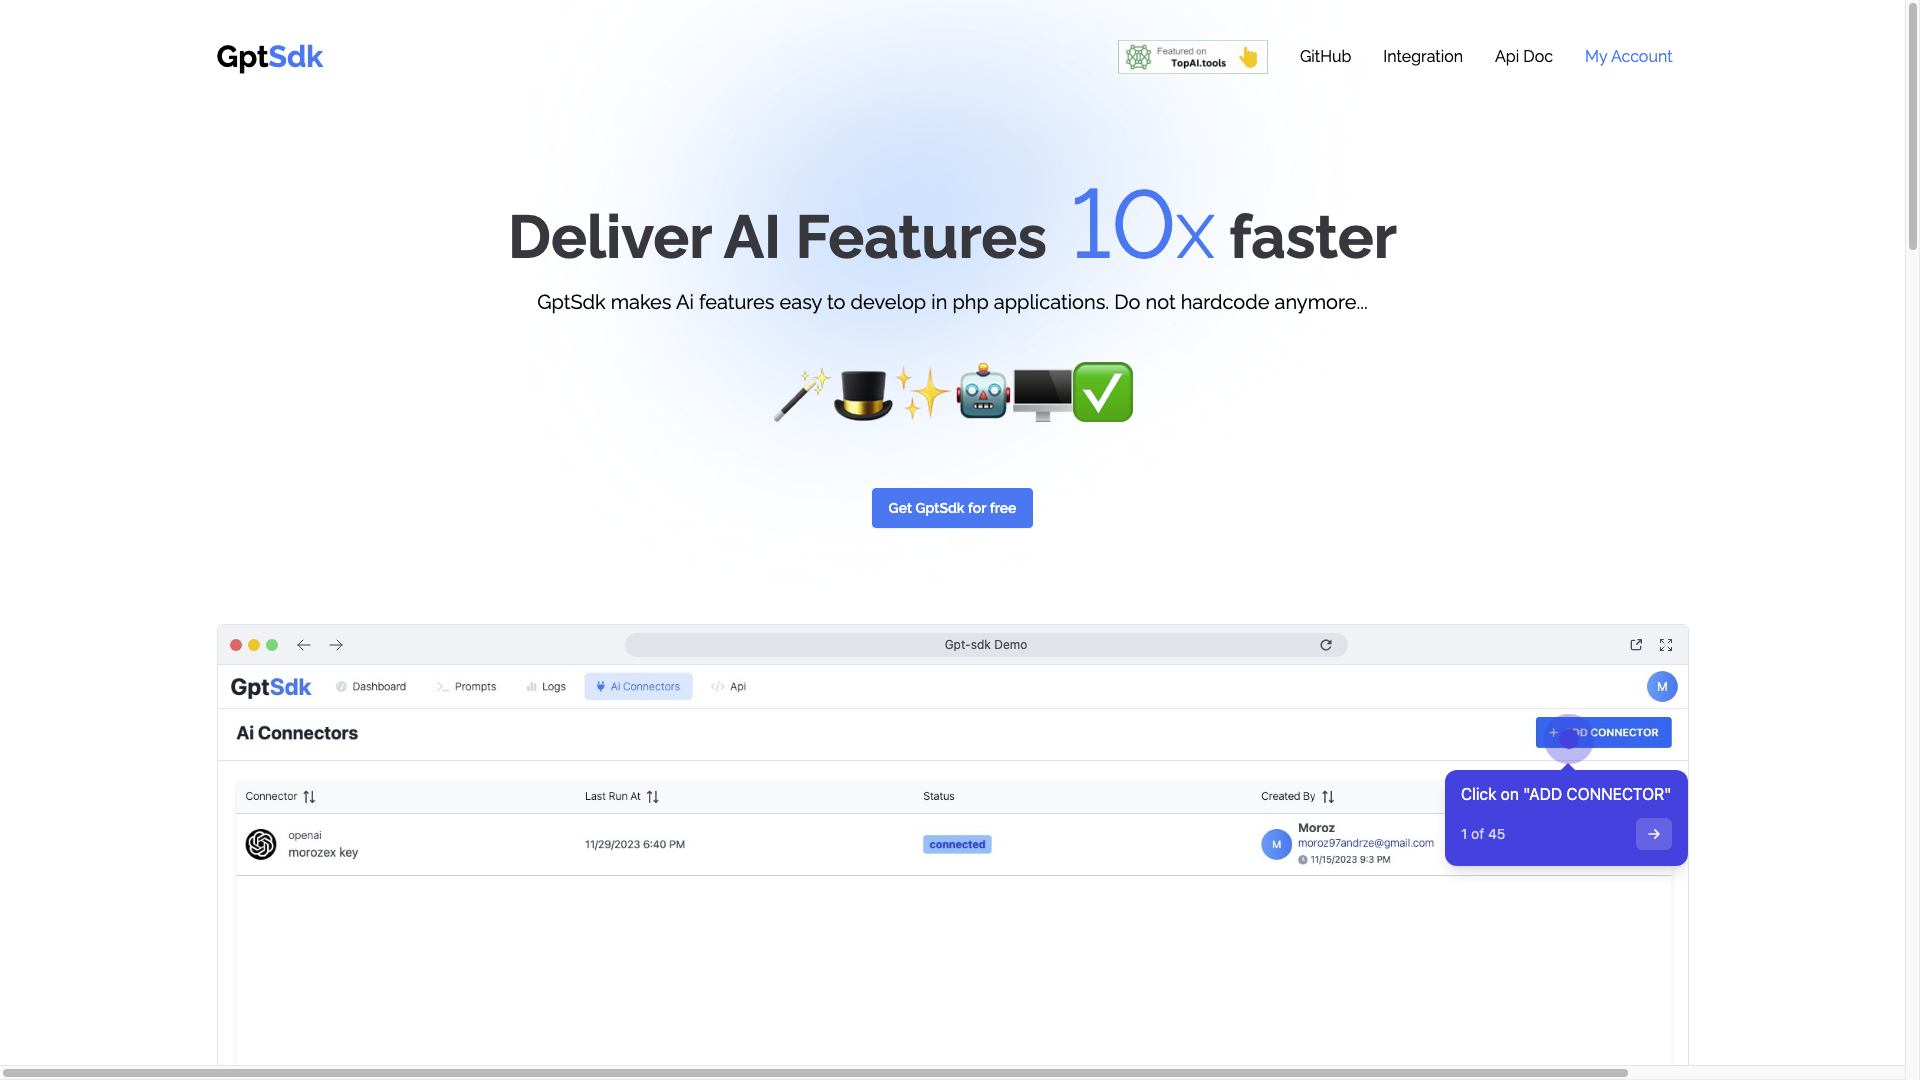 GptSdk
Featured on
TopAI.tools
GitHub
Integration
Api Doc
My Account
Deliver AI Features 10x faster
GptSdk makes Ai features easy to develop in php applications. Do not hardcode anymore...
Get GptSdk for free
Gpt-sdk Demo
GptSdk
Dashboard
Prompts
Logs
Ai Connectors
Api
M
Ai Connectors
CONNECTOR
Connector
Last Run At
Status
Created By
Click on "ADD CONNECTOR"
1 of 45
openai
morozex key
11/29/2023 6:40 PM
connected
M
Moroz
moroz97andrze@gmail.com
11/15/2023 9:3 PM